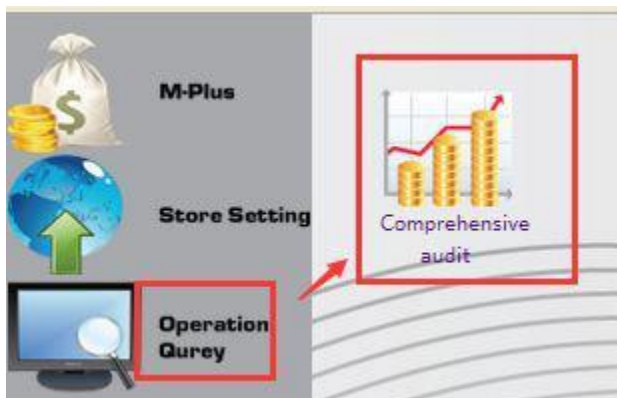 M-Plus
Store Setting
Operation
Qurey
Comprehensive
audit
$